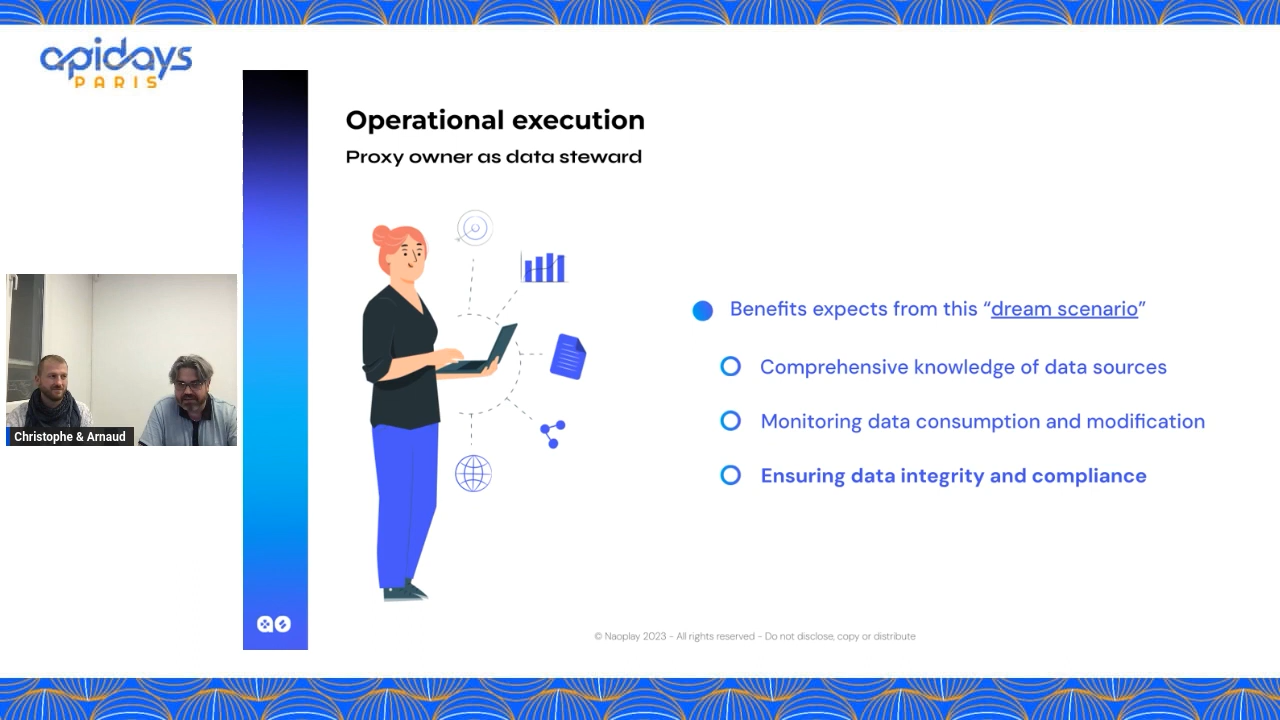 apidays
PARIS
Operational execution
Proxy owner as data steward
Benefits expects from this “dream scenario”
Comprehensive knowledge of data sources
Monitoring data consumption and modification
Ensuring data integrity and compliance
Christophe & Arnaud
© Naoplay 2023 - All rights reserved - Do not disclose, copy or distribute